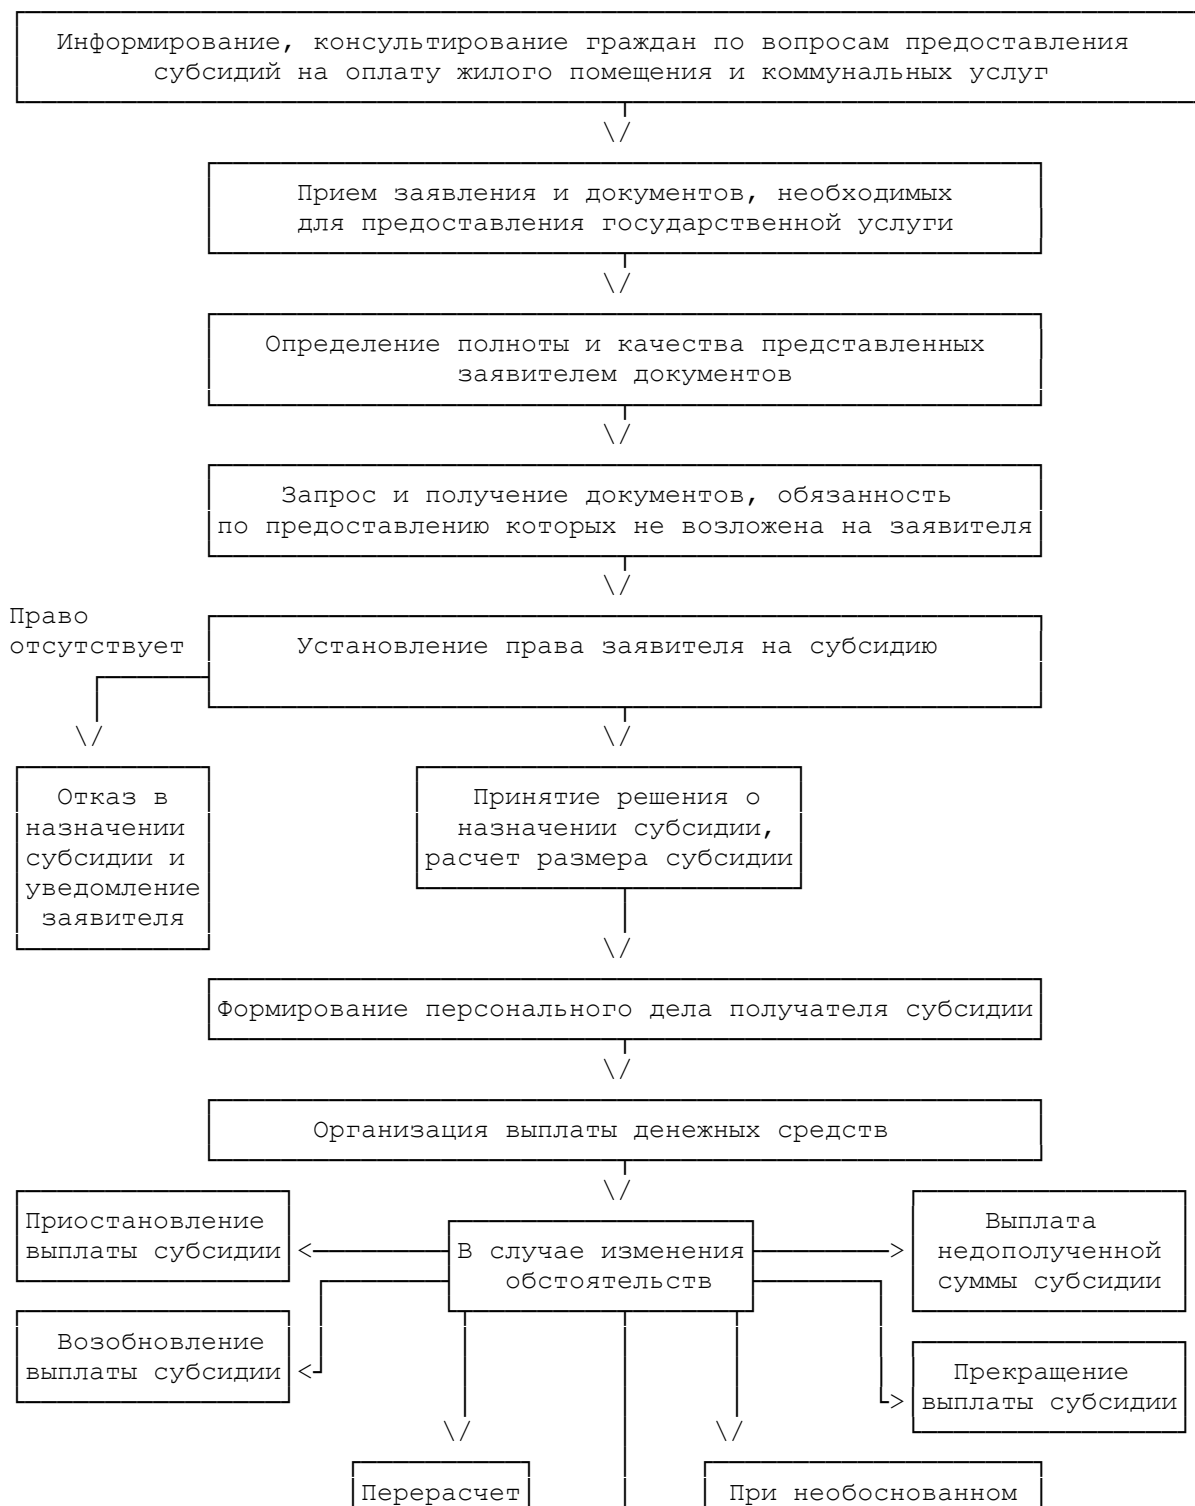 Информирование, консультирование граждан по вопросам предоставления
субсидий на оплату жилого помещения и коммунальных услуг
Прием заявления и документов, необходимых
для предоставления государственной услуги
Определение полноты и качества представленных
заявителем документов
Запрос и получение документов, обязанность
по предоставлению которых не возложена на заявителя
Право
отсутствует
Установление права заявителя на субсидию
Отказ в
назначении
субсидии и
уведомление
заявителя
Принятие решения о
назначении субсидии,
расчет размера субсидии
Формирование персонального дела получателя субсидии
Организация выплаты денежных средств
Приостановление
выплаты субсидии
В случае изменения
обстоятельств
Выплата
недополученной
суммы субсидии
Возобновление
выплаты субсидии
Прекращение
выплаты субсидии
Перерасчет
При необоснованном